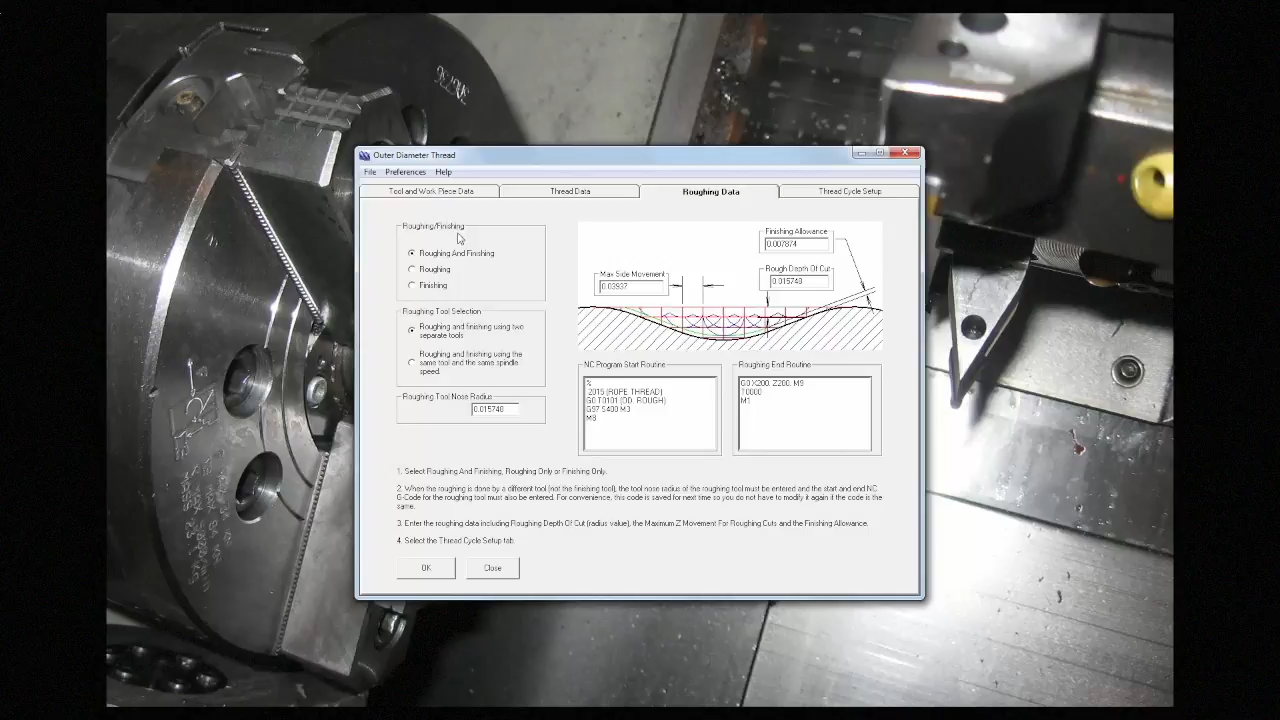 Outer Diameter Thread
File Preferences Help
Tool and Work Piece Data Thread Data Roughing Data Thread Cycle Setup
Roughing/Finishing
Roughing And Finishing
Roughing
Finishing
Roughing Tool Selection
Roughing and finishing using two
separate tools
Roughing and finishing using the
same tool and the same spindle
speed.
Roughing Tool Nose Radius
0.015748
Finishing Allowance
0.007874
Max Side Movement
0.03937
Rough Depth Of Cut
0.015748
NC Program Start Routine
%
2015 (ROPE THREAD)
G0 T0101 (OD. ROUGH)
G97 S400 M3
M8
Roughing End Routine
G0 X200. Z200. M9
T0000
M1
1. Select Roughing And Finishing, Roughing Only or Finishing Only.
2. When the roughing is done by a different tool (not the finishing tool), the tool nose radius of the roughing tool must be entered and the start and end NC
G-Code for the roughing tool must also be entered. For convenience, this code is saved for next time so you do not have to modify it again if the code is the
same.
3. Enter the roughing data including Roughing Depth Of Cut (radius value), the Maximum Z Movement For Roughing Cuts and the Finishing Allowance.
4. Select the Thread Cycle Setup tab.
OK Close